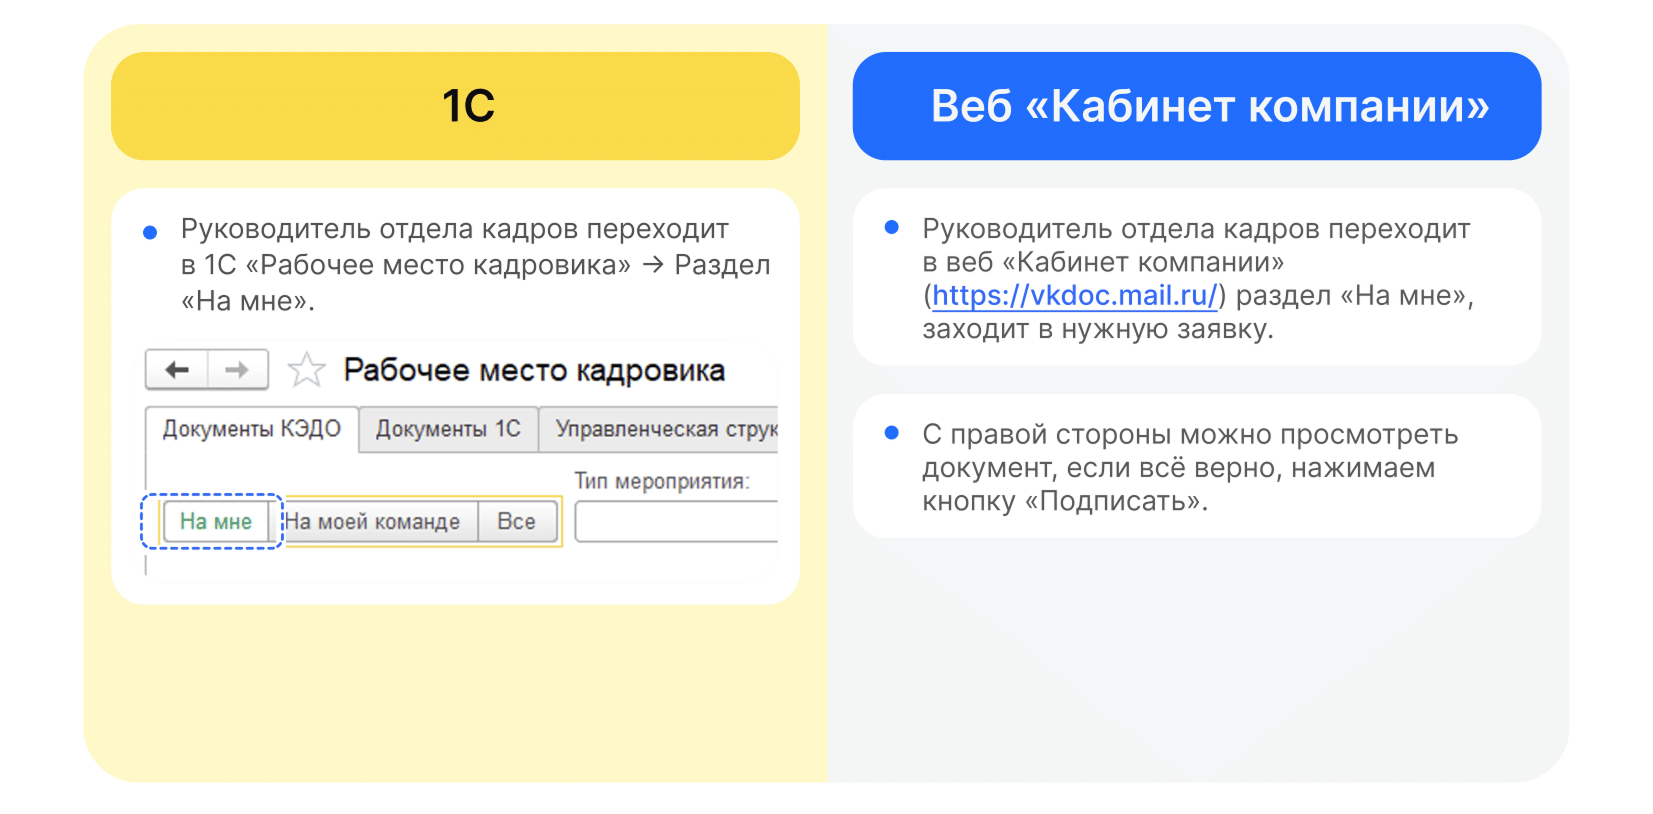 1С
Руководитель отдела кадров переходит
в 1С «Рабочее место кадровика» → Раздел
«На мне».
Рабочее место кадровика
Документы КЭДО Документы 1С Управленческая струк
Тип мероприятия:
На мне На моей команде Все
Веб «Кабинет компании»
Руководитель отдела кадров переходит
в веб «Кабинет компании»
(https://vkdoc.mail.ru/) раздел «На мне»,
заходит в нужную заявку.
С правой стороны можно просмотреть
документ, если всё верно, нажимаем
кнопку «Подписать».